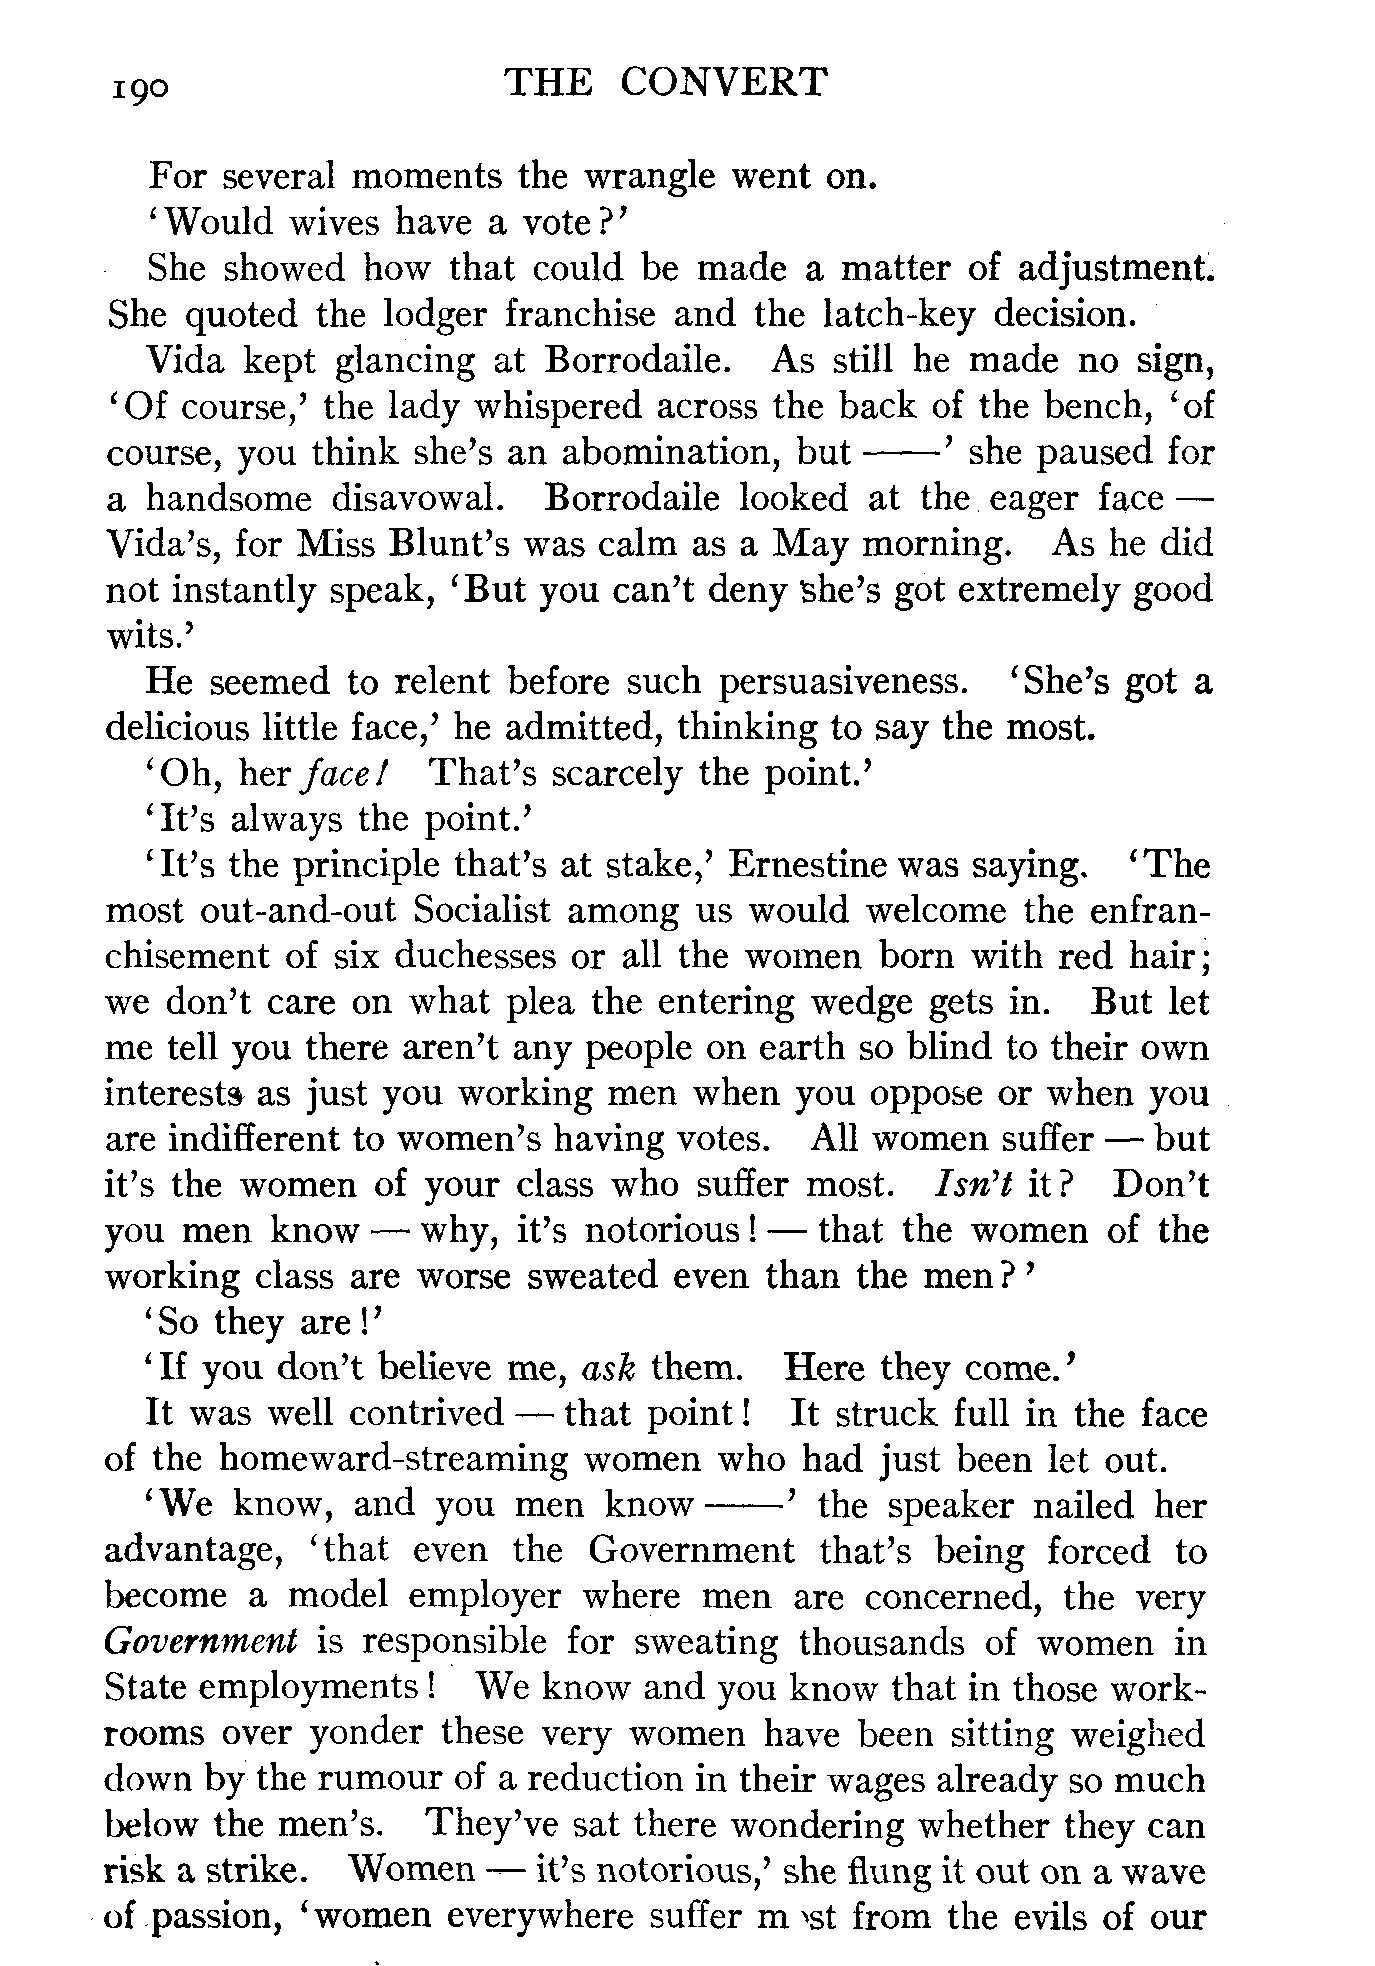 190 THE CONVERT
For several moments the wrangle went on.
‘Would wives have a vote?’
She showed how that could be made a matter of adjustment.
She quoted the lodger franchise and the latch-key decision.
Vida kept glancing at Borrodaile. As still he made no sign,
‘Of course,’ the lady whispered across the back of the bench, ‘of
course, you think she’s an abomination, but ——’ she paused for
a handsome disavowal. Borrodaile looked at the eager face —
Vida’s, for Miss Blunt’s was calm as a May morning. As he did
not instantly speak, ‘But you can’t deny she’s got extremely good
wits.’
He seemed to relent before such persuasiveness. ‘She’s got a
delicious little face,’ he admitted, thinking to say the most.
‘Oh, her face! That’s scarcely the point.’
‘It’s always the point.’
‘It’s the principle that’s at stake,’ Ernestine was saying. ‘The
most out-and-out Socialist among us would welcome the enfran-
chisement of six duchesses or all the women born with red hair;
we don’t care on what plea the entering wedge gets in. But let
me tell you there aren’t any people on earth so blind to their own
interests as just you working men when you oppose or when you
are indifferent to women’s having votes. All women suffer — but
it’s the women of your class who suffer most. Isn’t it? Don’t
you men know — why, it’s notorious! — that the women of the
working class are worse sweated even than the men?’
‘So they are!’
‘If you don’t believe me, ask them. Here they come.’
It was well contrived — that point! It struck full in the face
of the homeward-streaming women who had just been let out.
‘We know, and you men know ——’ the speaker nailed her
advantage, ‘that even the Government that’s being forced to
become a model employer where men are concerned, the very
Government is responsible for sweating thousands of women in
State employments! We know and you know that in those work-
rooms over yonder these very women have been sitting weighed
down by the rumour of a reduction in their wages already so much
below the men’s. They’ve sat there wondering whether they can
risk a strike. Women — it’s notorious,’ she flung it out on a wave
of passion, ‘women everywhere suffer most from the evils of our